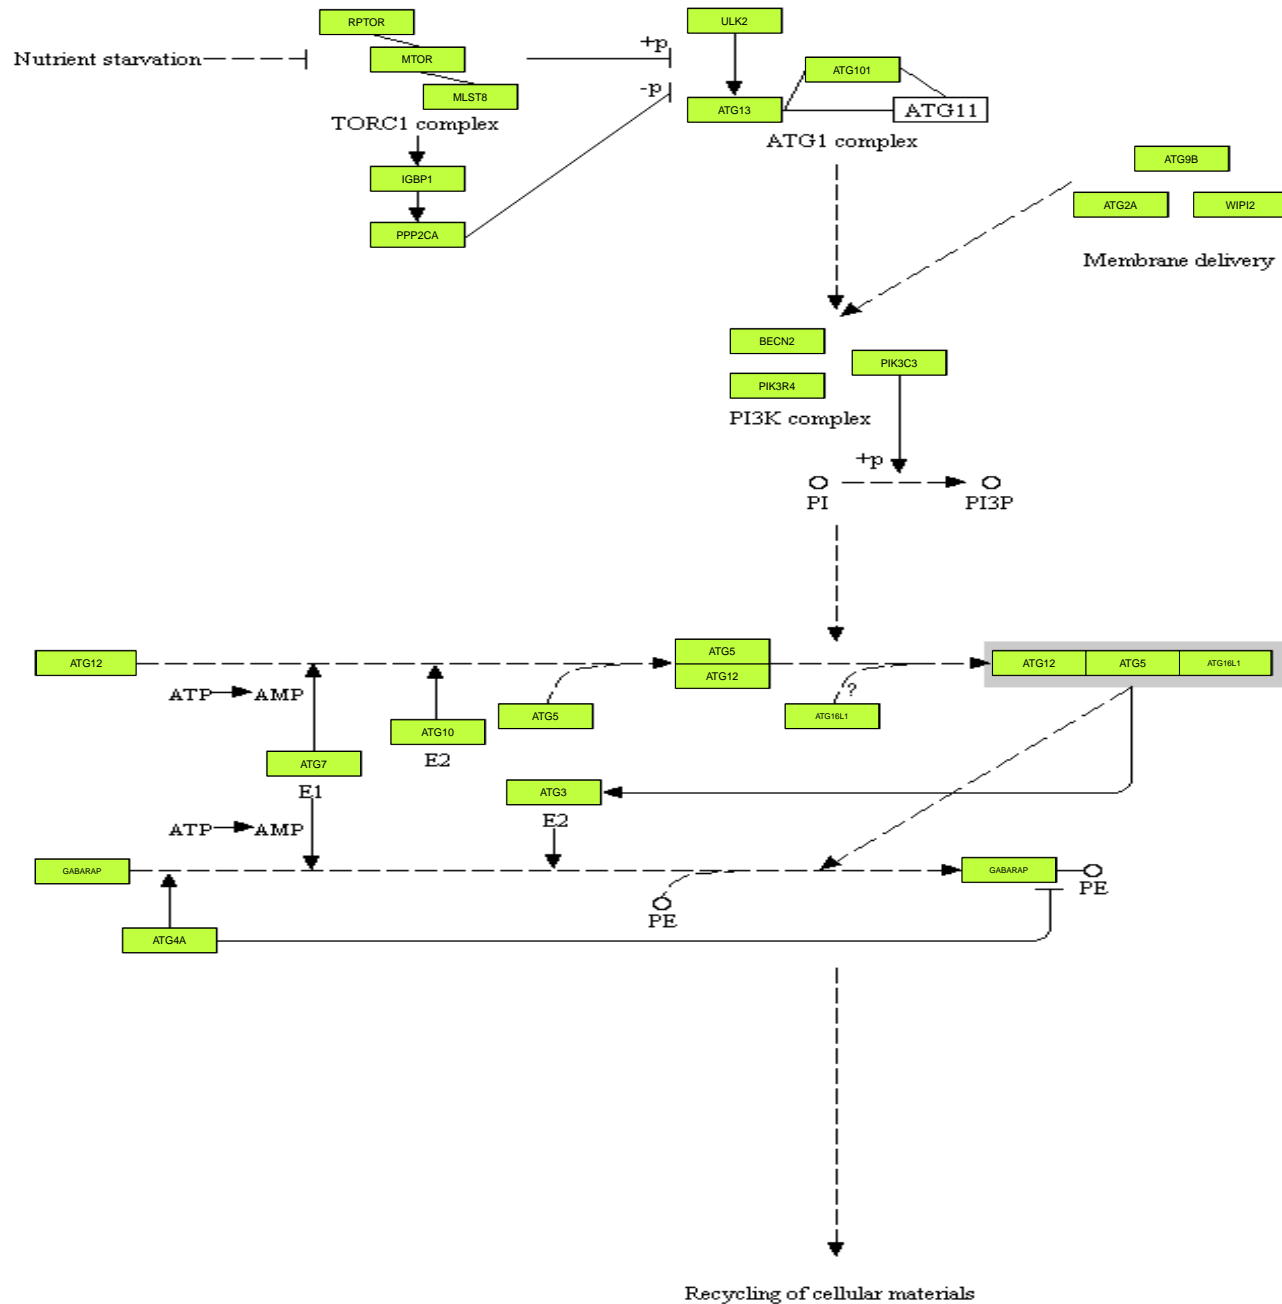 RPTOR
ULK2
Nutrient starvation
MTOR
+p
ATG101
MLST8
-p
ATG13
ATG11
TORC1 complex
ATG1 complex
IGBP1
ATG9B
PPP2CA
ATG2A
WIPI2
Membrane delivery
BECN2
PIK3C3
PIK3R4
PI3K complex
+p
PI
PI3P
ATG12
ATG5
ATG12
ATG12
ATG5
ATG16L1
ATP
AMP
ATG10
ATG5
ATG16L1
?
E2
ATG7
E1
ATG3
E2
ATP
AMP
GABARAP
GABARAP
PE
PE
ATG4A
Recycling of cellular materials